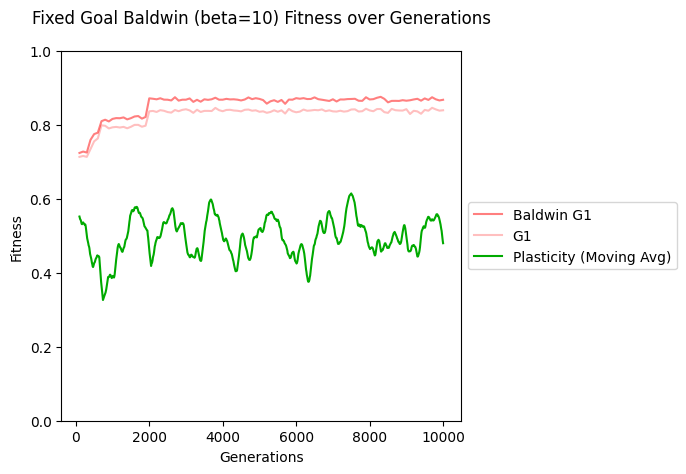 Fixed Goal Baldwin (beta=10) Fitness over Generations
1.0
0.8
0.6
0.4
0.2
0.0
Fitness
0
2000
4000
6000
8000
10000
Generations
Baldwin G1
G1
Plasticity (Moving Avg)